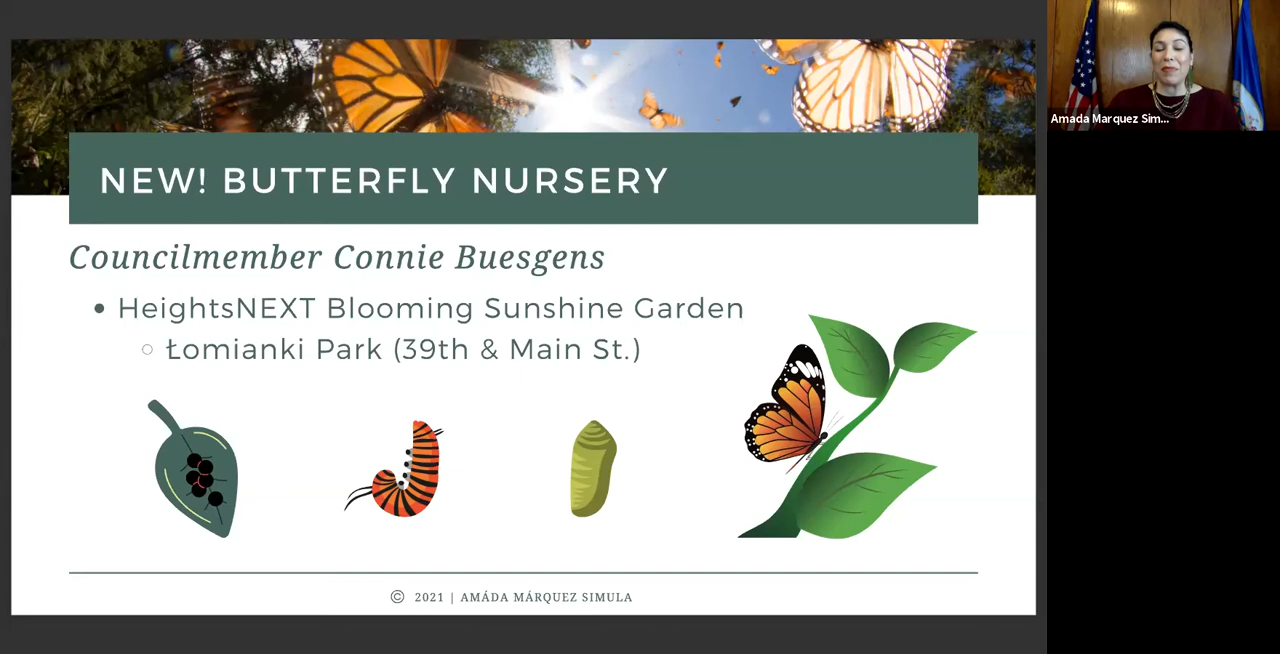 NEW! BUTTERFLY NURSERY
Councilmember Connie Buesgens
• HeightsNEXT Blooming Sunshine Garden
○ Łomianki Park (39th & Main St.)
© 2021 | AMÁDA MÁRQUEZ SIMULA
Amada Marquez Sim...